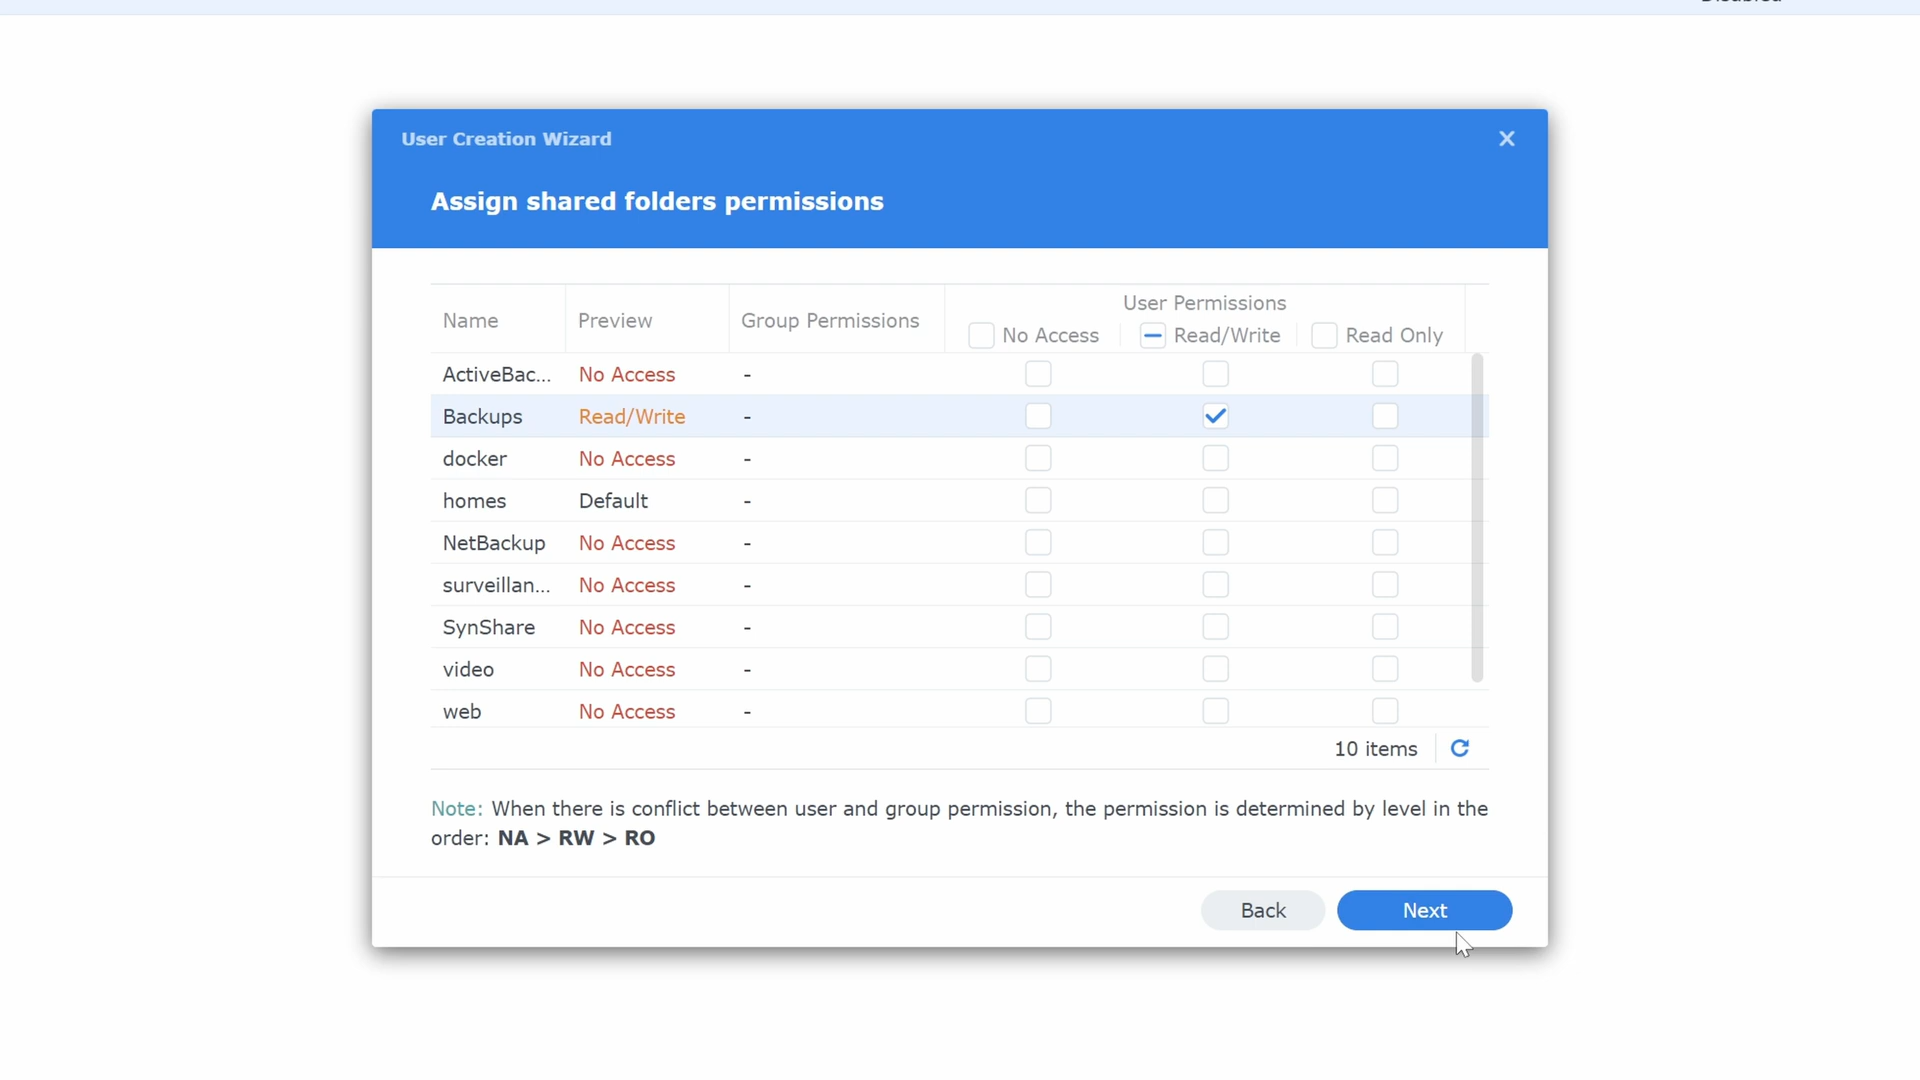 User Creation Wizard
Assign shared folders permissions
Name Preview Group Permissions User Permissions
No Access Read/Write Read Only
ActiveBac... No Access -
Backups Read/Write -
docker No Access -
homes Default -
NetBackup No Access -
surveillan... No Access -
SynShare No Access -
video No Access -
web No Access -
10 items
Note: When there is conflict between user and group permission, the permission is determined by level in the
order: NA > RW > RO
Back Next